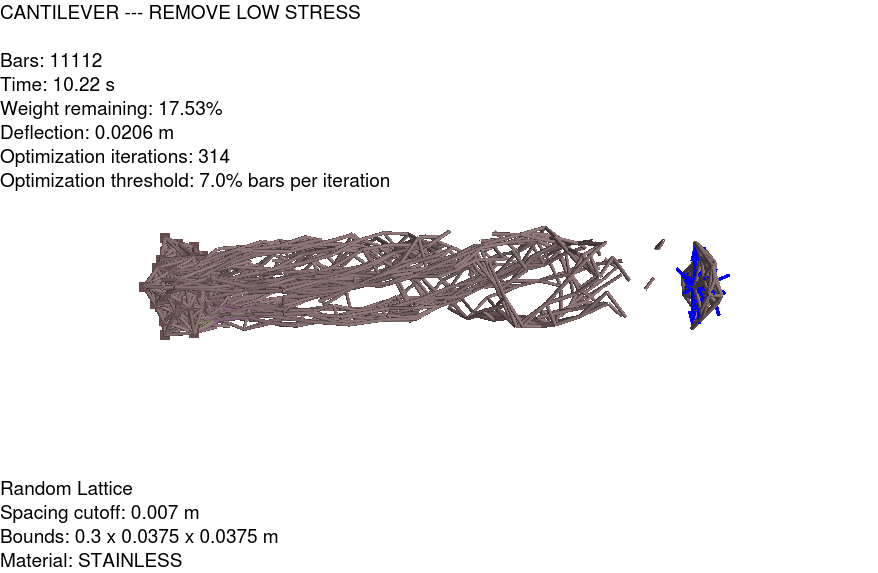 CANTILEVER --- REMOVE LOW STRESS
Bars: 11112
Time: 10.22 s
Weight remaining: 17.53%
Deflection: 0.0206 m
Optimization iterations: 314
Optimization threshold: 7.0% bars per iteration
Random Lattice
Spacing cutoff: 0.007 m
Bounds: 0.3 x 0.0375 x 0.0375 m
Material: STAINLESS